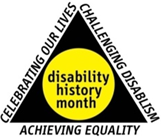 CELEBRATING OUR LIVES
CHALLENGING DISABLISM
disability
history
month
ACHIEVING EQUALITY